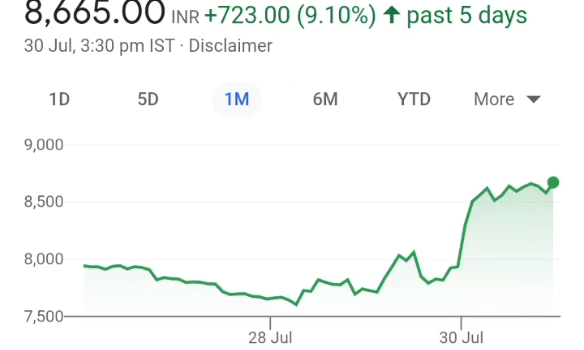 8,665.00 INR +723.00 (9.10%) ↑ past 5 days
30 Jul, 3:30 pm IST · Disclaimer
1D 5D 1M 6M YTD More
9,000
8,500
8,000
7,500
28 Jul 30 Jul